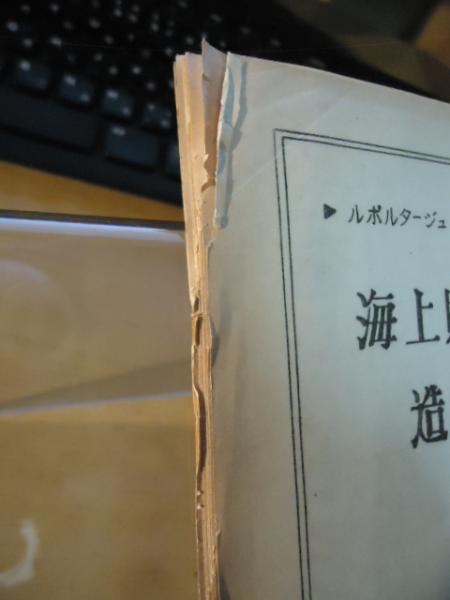 ▶ ルポルタージュ
海上
造